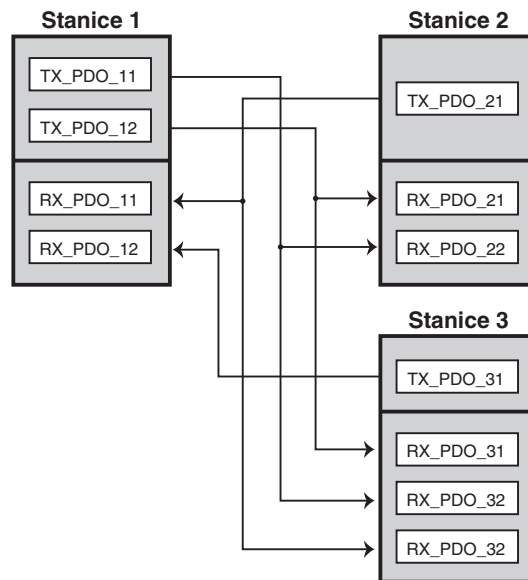 Stanice 1
TX_PDO_11
TX_PDO_12
RX_PDO_11
RX_PDO_12
Stanice 2
TX_PDO_21
RX_PDO_21
RX_PDO_22
Stanice 3
TX_PDO_31
RX_PDO_31
RX_PDO_32
RX_PDO_32